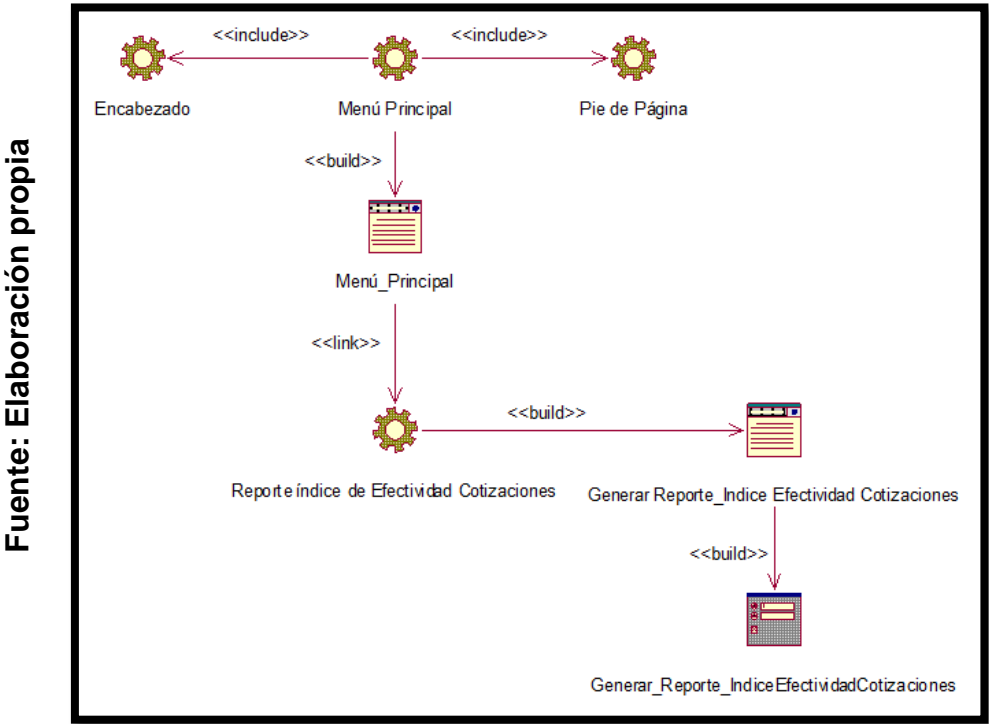 Fuente: Elaboración propia
<<include>>
<<include>>
Encabezado
Menú Principal
Pie de Página
<<build>>
Menú_Principal
<<link>>
<<build>>
Reporte índice de Efectividad Cotizaciones
Generar Reporte_Indice Efectividad Cotizaciones
<<build>>
Generar_Reporte_IndiceEfectividadCotizaciones